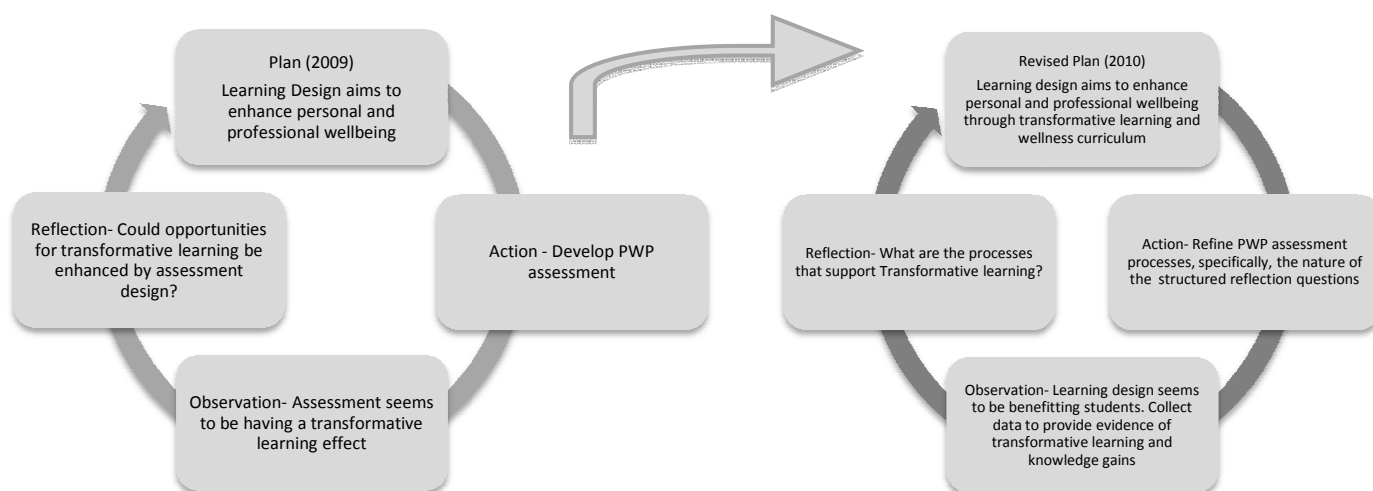 Plan (2009)
Learning Design aims to
enhance personal and
professional wellbeing
Action - Develop PWP
assessment
Observation- Assessment seems
to be having a transformative
learning effect
Reflection- Could opportunities
for transformative learning be
enhanced by assessment
design?
Revised Plan (2010)
Learning design aims to enhance
personal and professional wellbeing
through transformative learning and
wellness curriculum
Action- Refine PWP assessment
processes, specifically, the nature of
the structured reflection questions
Observation- Learning design seems
to be benefitting students. Collect
data to provide evidence of
transformative learning and
knowledge gains
Reflection- What are the processes
that support Transformative learning?